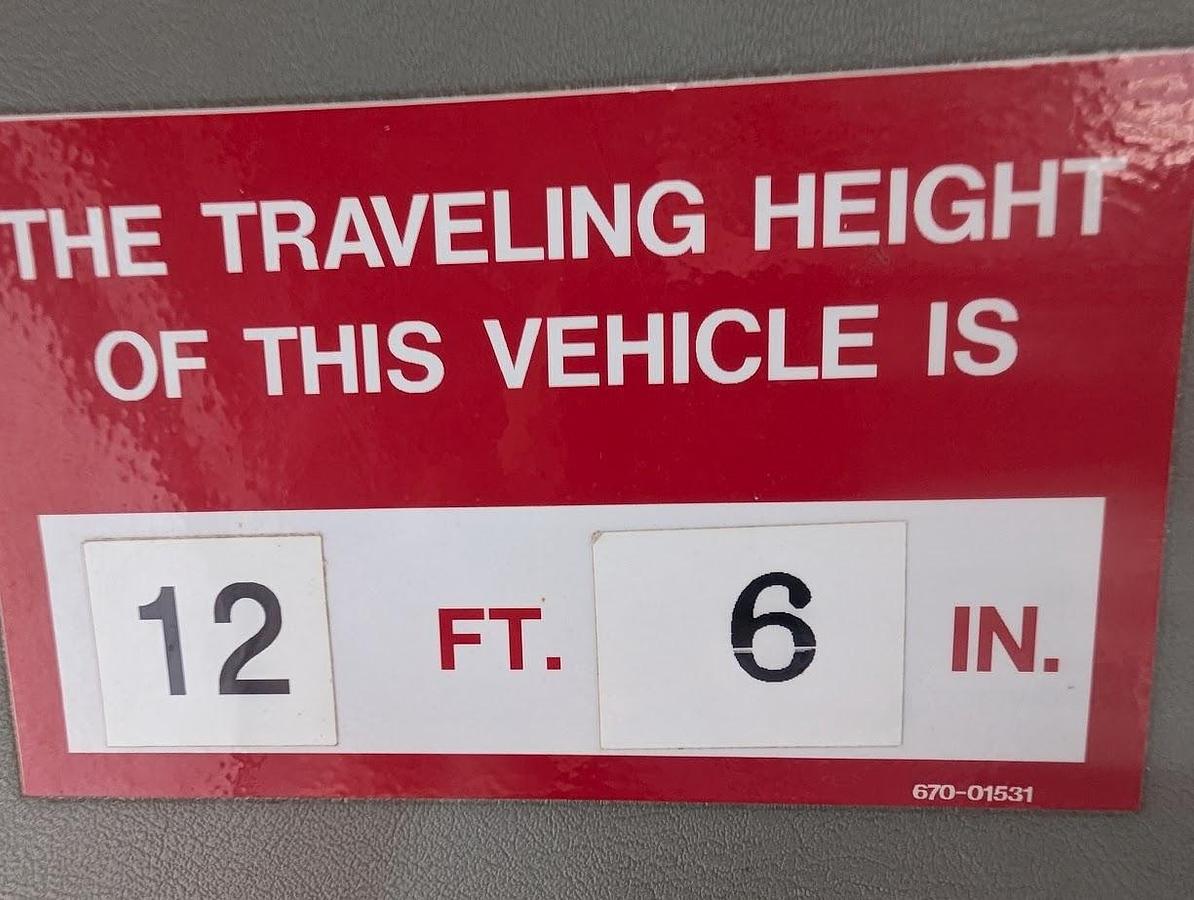 THE TRAVELING HEIGHT
OF THIS VEHICLE IS
12 FT. 6 IN.
670-01531